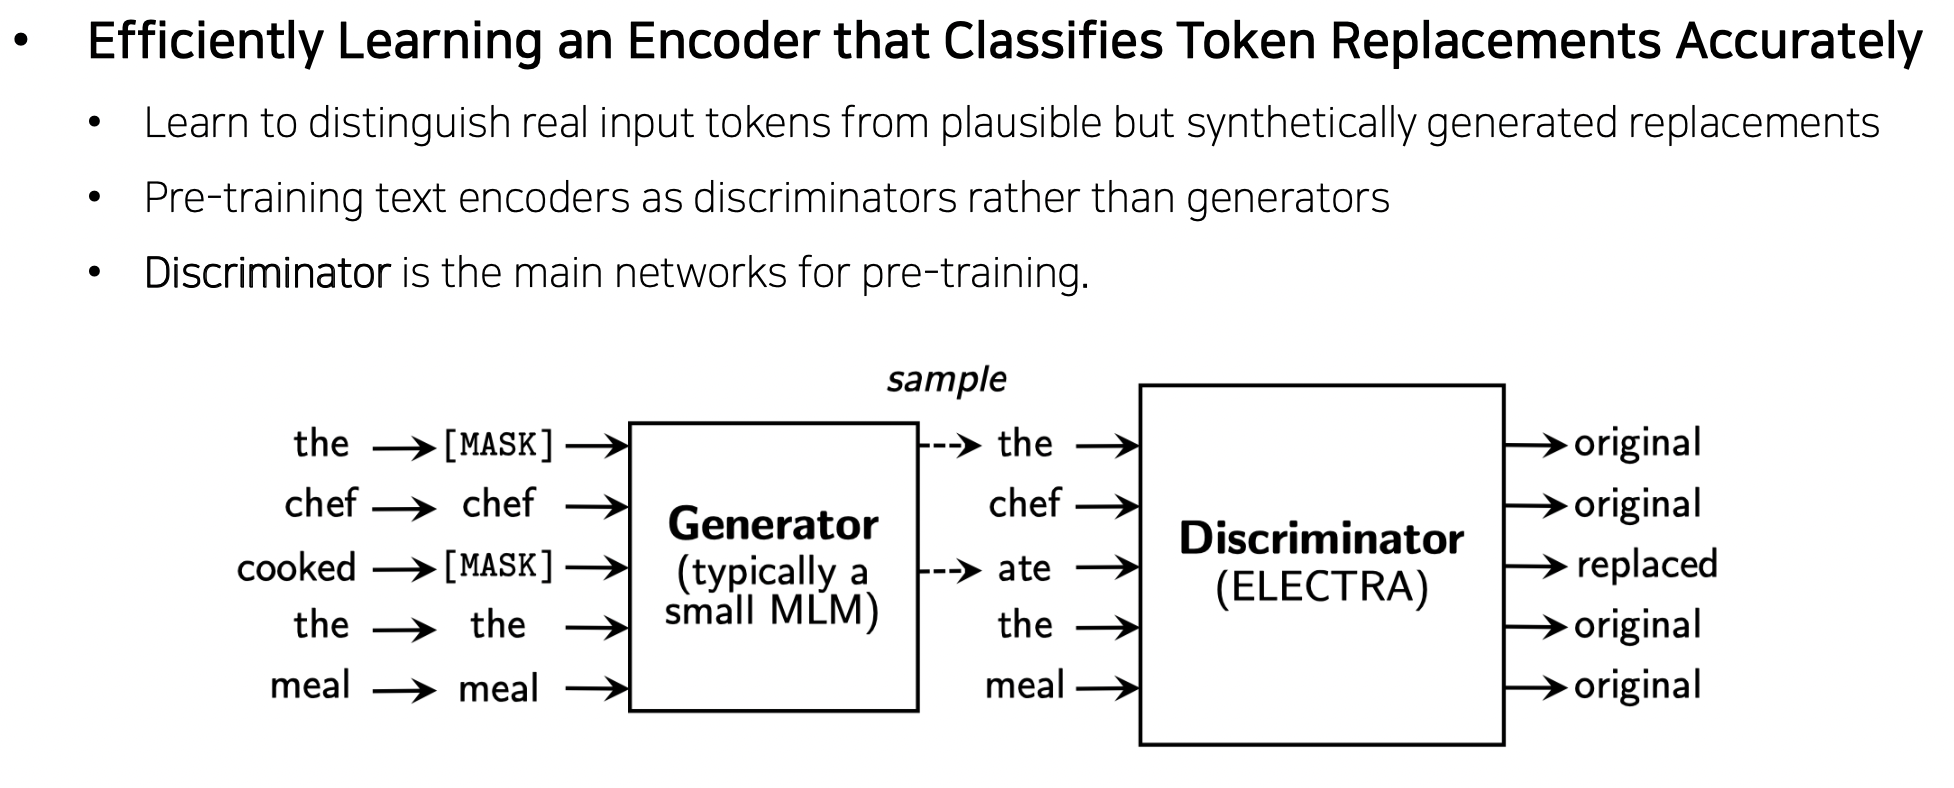 • Efficiently Learning an Encoder that Classifies Token Replacements Accurately
• Learn to distinguish real input tokens from plausible but synthetically generated replacements
• Pre-training text encoders as discriminators rather than generators
• Discriminator is the main networks for pre-training.
sample
the [MASK] the original
chef chef chef original
cooked [MASK] ate replaced
the the the original
meal meal meal original
Generator
(typically a
small MLM)
Discriminator
(ELECTRA)